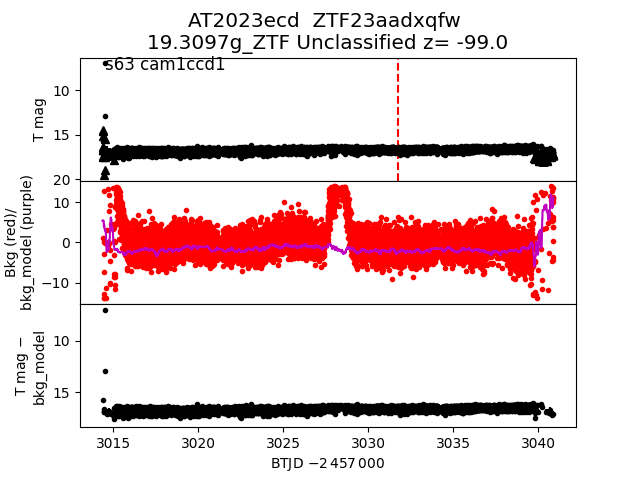 AT2023ecd  ZTF23aadxqfw
19.3097g_ZTF Unclassified z= -99.0
s63 cam1ccd1
T mag
10
15
20
Bkg (red)/
bkg_model (purple)
10
0
−10
T mag −
bkg_model
10
15
3015
3020
3025
3030
3035
3040
BTJD −2 457 000